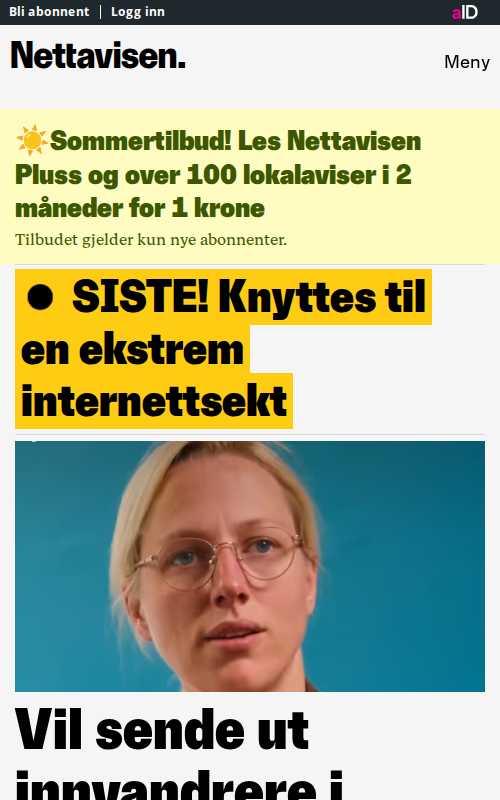 Bli abonnent | Logg inn
aID
Nettavisen.
Meny
☀️Sommertilbud! Les Nettavisen
Pluss og over 100 lokalaviser i 2
måneder for 1 krone
Tilbudet gjelder kun nye abonnenter.
● SISTE! Knyttes til
en ekstrem
internettsekt
Vil sende ut
innvandrere i